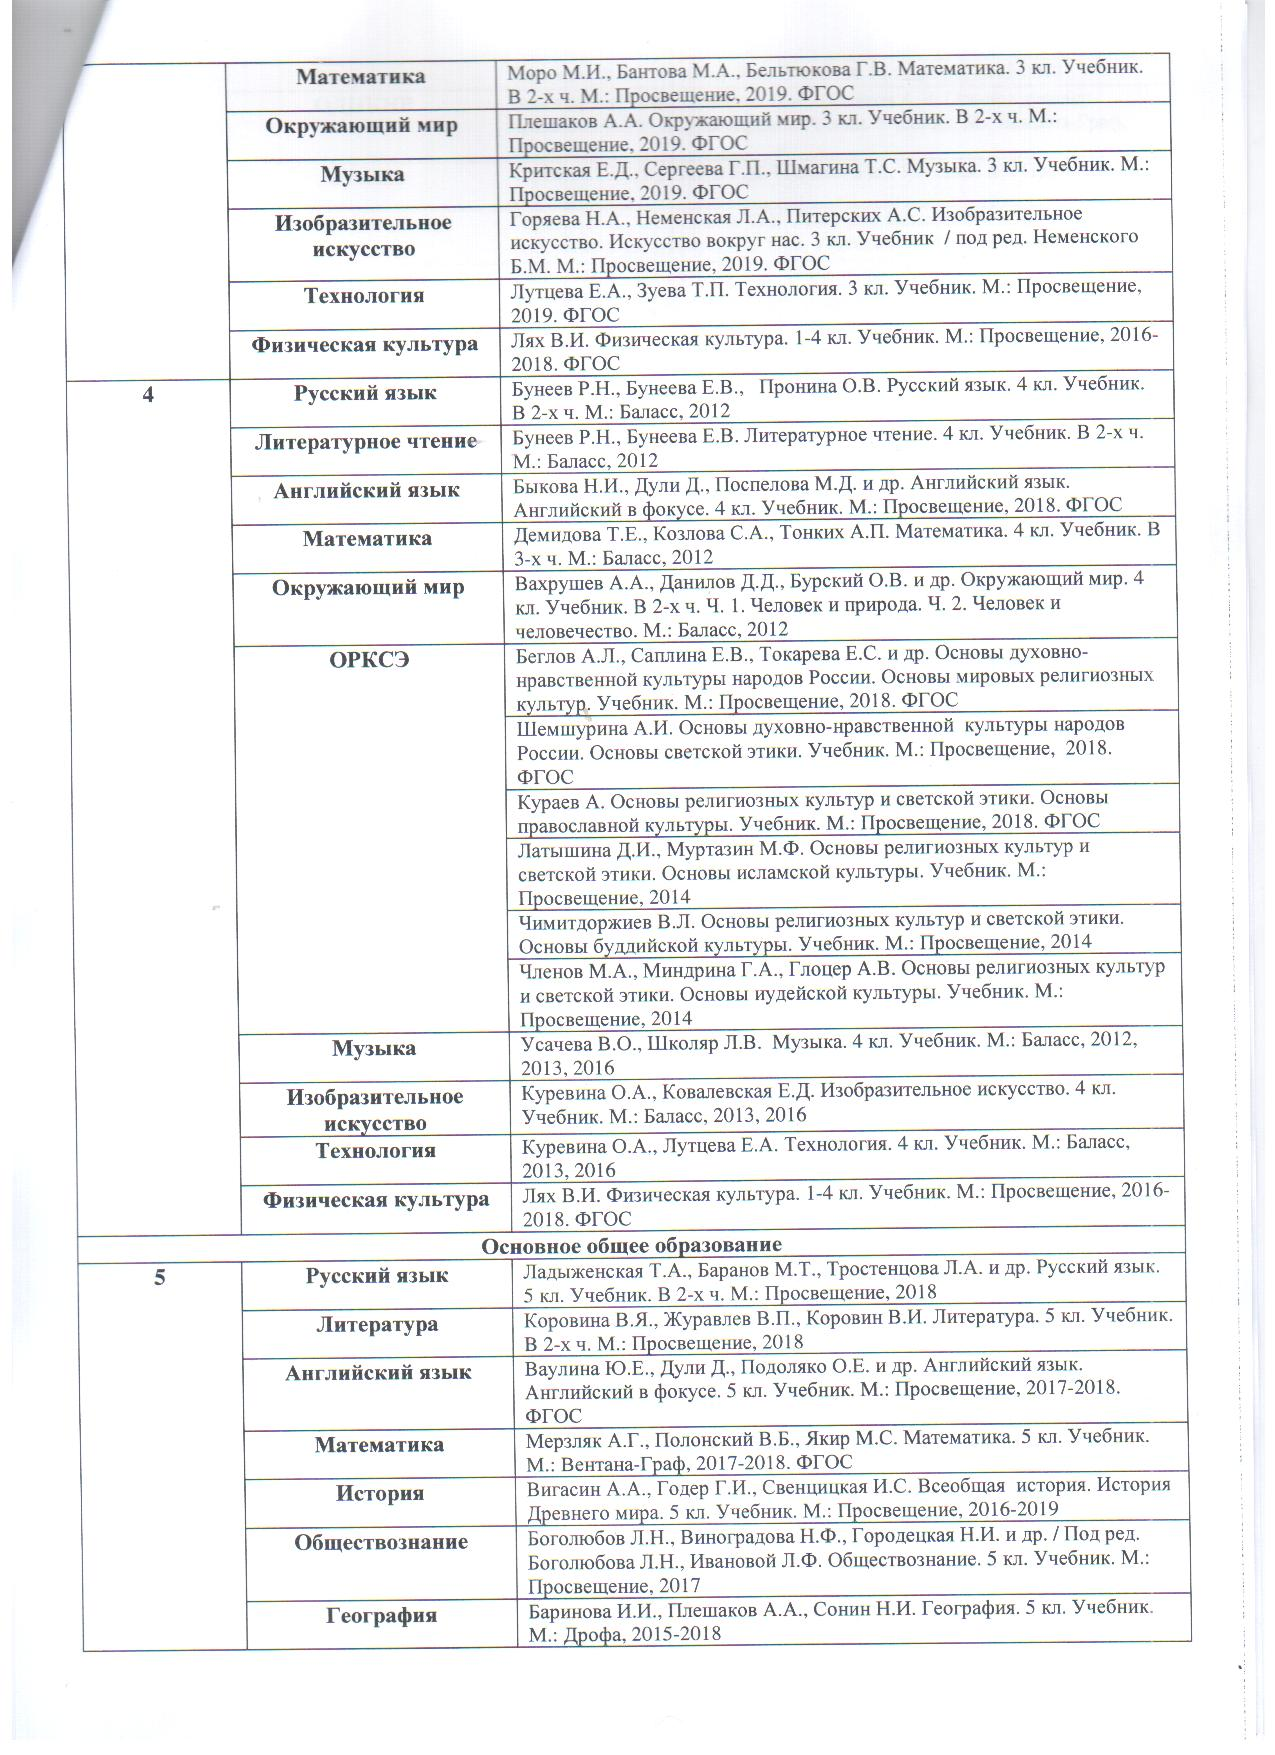 Математика
Моро М.И., Бантова М.А., Бельтюкова Г.В. Математика. 3 кл. Учебник.
В 2-х ч. М.: Просвещение, 2019. ФГОС
Окружающий мир
Плешаков А.А. Окружающий мир. 3 кл. Учебник. В 2-х ч. М.:
Просвещение, 2019. ФГОС
Музыка
Критская Е.Д., Сергеева Г.П., Шмагина Т.С. Музыка. 3 кл. Учебник. М.:
Просвещение, 2019. ФГОС
Изобразительное
искусство
Горяева Н.А., Неменская Л.А., Питерских А.С. Изобразительное
искусство. Искусство вокруг нас. 3 кл. Учебник / под ред. Неменского
Б.М. М.: Просвещение, 2019. ФГОС
Технология
Лутцева Е.А., Зуева Т.П. Технология. 3 кл. Учебник. М.: Просвещение,
2019. ФГОС
Физическая культура
Лях В.И. Физическая культура. 1-4 кл. Учебник. М.: Просвещение, 2016-
2018. ФГОС
4
Русский язык
Бунеев Р.Н., Бунеева Е.В., Пронина О.В. Русский язык. 4 кл. Учебник.
В 2-х ч. М.: Баласс, 2012
Литературное чтение
Бунеев Р.Н., Бунеева Е.В. Литературное чтение. 4 кл. Учебник. В 2-х ч.
М.: Баласс, 2012
Английский язык
Быкова Н.И., Дули Д., Поспелова М.Д. и др. Английский язык.
Английский в фокусе. 4 кл. Учебник. М.: Просвещение, 2018. ФГОС
Математика
Демидова Т.Е., Козлова С.А., Тонких А.П. Математика. 4 кл. Учебник. В
3-х ч. М.: Баласс, 2012
Окружающий мир
Вахрушев А.А., Данилов Д.Д., Бурский О.В. и др. Окружающий мир. 4
кл. Учебник. В 2-х ч. Ч. 1. Человек и природа. Ч. 2. Человек и
человечество. М.: Баласс, 2012
ОРКСЭ
Беглов А.Л., Саплина Е.В., Токарева Е.С. и др. Основы духовно-
нравственной культуры народов России. Основы мировых религиозных
культур. Учебник. М.: Просвещение, 2018. ФГОС
Шемшурина А.И. Основы духовно-нравственной культуры народов
России. Основы светской этики. Учебник. М.: Просвещение, 2018.
ФГОС
Кураев А. Основы религиозных культур и светской этики. Основы
православной культуры. Учебник. М.: Просвещение, 2018. ФГОС
Латышина Д.И., Муртазин М.Ф. Основы религиозных культур и
светской этики. Основы исламской культуры. Учебник. М.:
Просвещение, 2014
Чимитдоржиев В.Л. Основы религиозных культур и светской этики.
Основы буддийской культуры. Учебник. М.: Просвещение, 2014
Членов М.А., Миндрина Г.А., Глоцер А.В. Основы религиозных культур
и светской этики. Основы иудейской культуры. Учебник. М.:
Просвещение, 2014
Музыка
Усачева В.О., Школяр Л.В. Музыка. 4 кл. Учебник. М.: Баласс, 2012,
2013, 2016
Изобразительное
искусство
Куревина О.А., Ковалевская Е.Д. Изобразительное искусство. 4 кл.
Учебник. М.: Баласс, 2013, 2016
Технология
Куревина О.А., Лутцева Е.А. Технология. 4 кл. Учебник. М.: Баласс,
2013, 2016
Физическая культура
Лях В.И. Физическая культура. 1-4 кл. Учебник. М.: Просвещение, 2016-
2018. ФГОС
Основное общее образование
5
Русский язык
Ладыженская Т.А., Баранов М.Т., Тростенцова Л.А. и др. Русский язык.
5 кл. Учебник. В 2-х ч. М.: Просвещение, 2018
Литература
Коровина В.Я., Журавлев В.П., Коровин В.И. Литература. 5 кл. Учебник.
В 2-х ч. М.: Просвещение, 2018
Английский язык
Ваулина Ю.Е., Дули Д., Подоляко О.Е. и др. Английский язык.
Английский в фокусе. 5 кл. Учебник. М.: Просвещение, 2017-2018.
ФГОС
Математика
Мерзляк А.Г., Полонский В.Б., Якир М.С. Математика. 5 кл. Учебник.
М.: Вентана-Граф, 2017-2018. ФГОС
История
Вигасин А.А., Годер Г.И., Свенцицкая И.С. Всеобщая история. История
Древнего мира. 5 кл. Учебник. М.: Просвещение, 2016-2019
Обществознание
Боголюбов Л.Н., Виноградова Н.Ф., Городецкая Н.И. и др. / Под ред.
Боголюбова Л.Н., Ивановой Л.Ф. Обществознание. 5 кл. Учебник. М.:
Просвещение, 2017
География
Баринова И.И., Плешаков А.А., Сонин Н.И. География. 5 кл. Учебник.
М.: Дрофа, 2015-2018